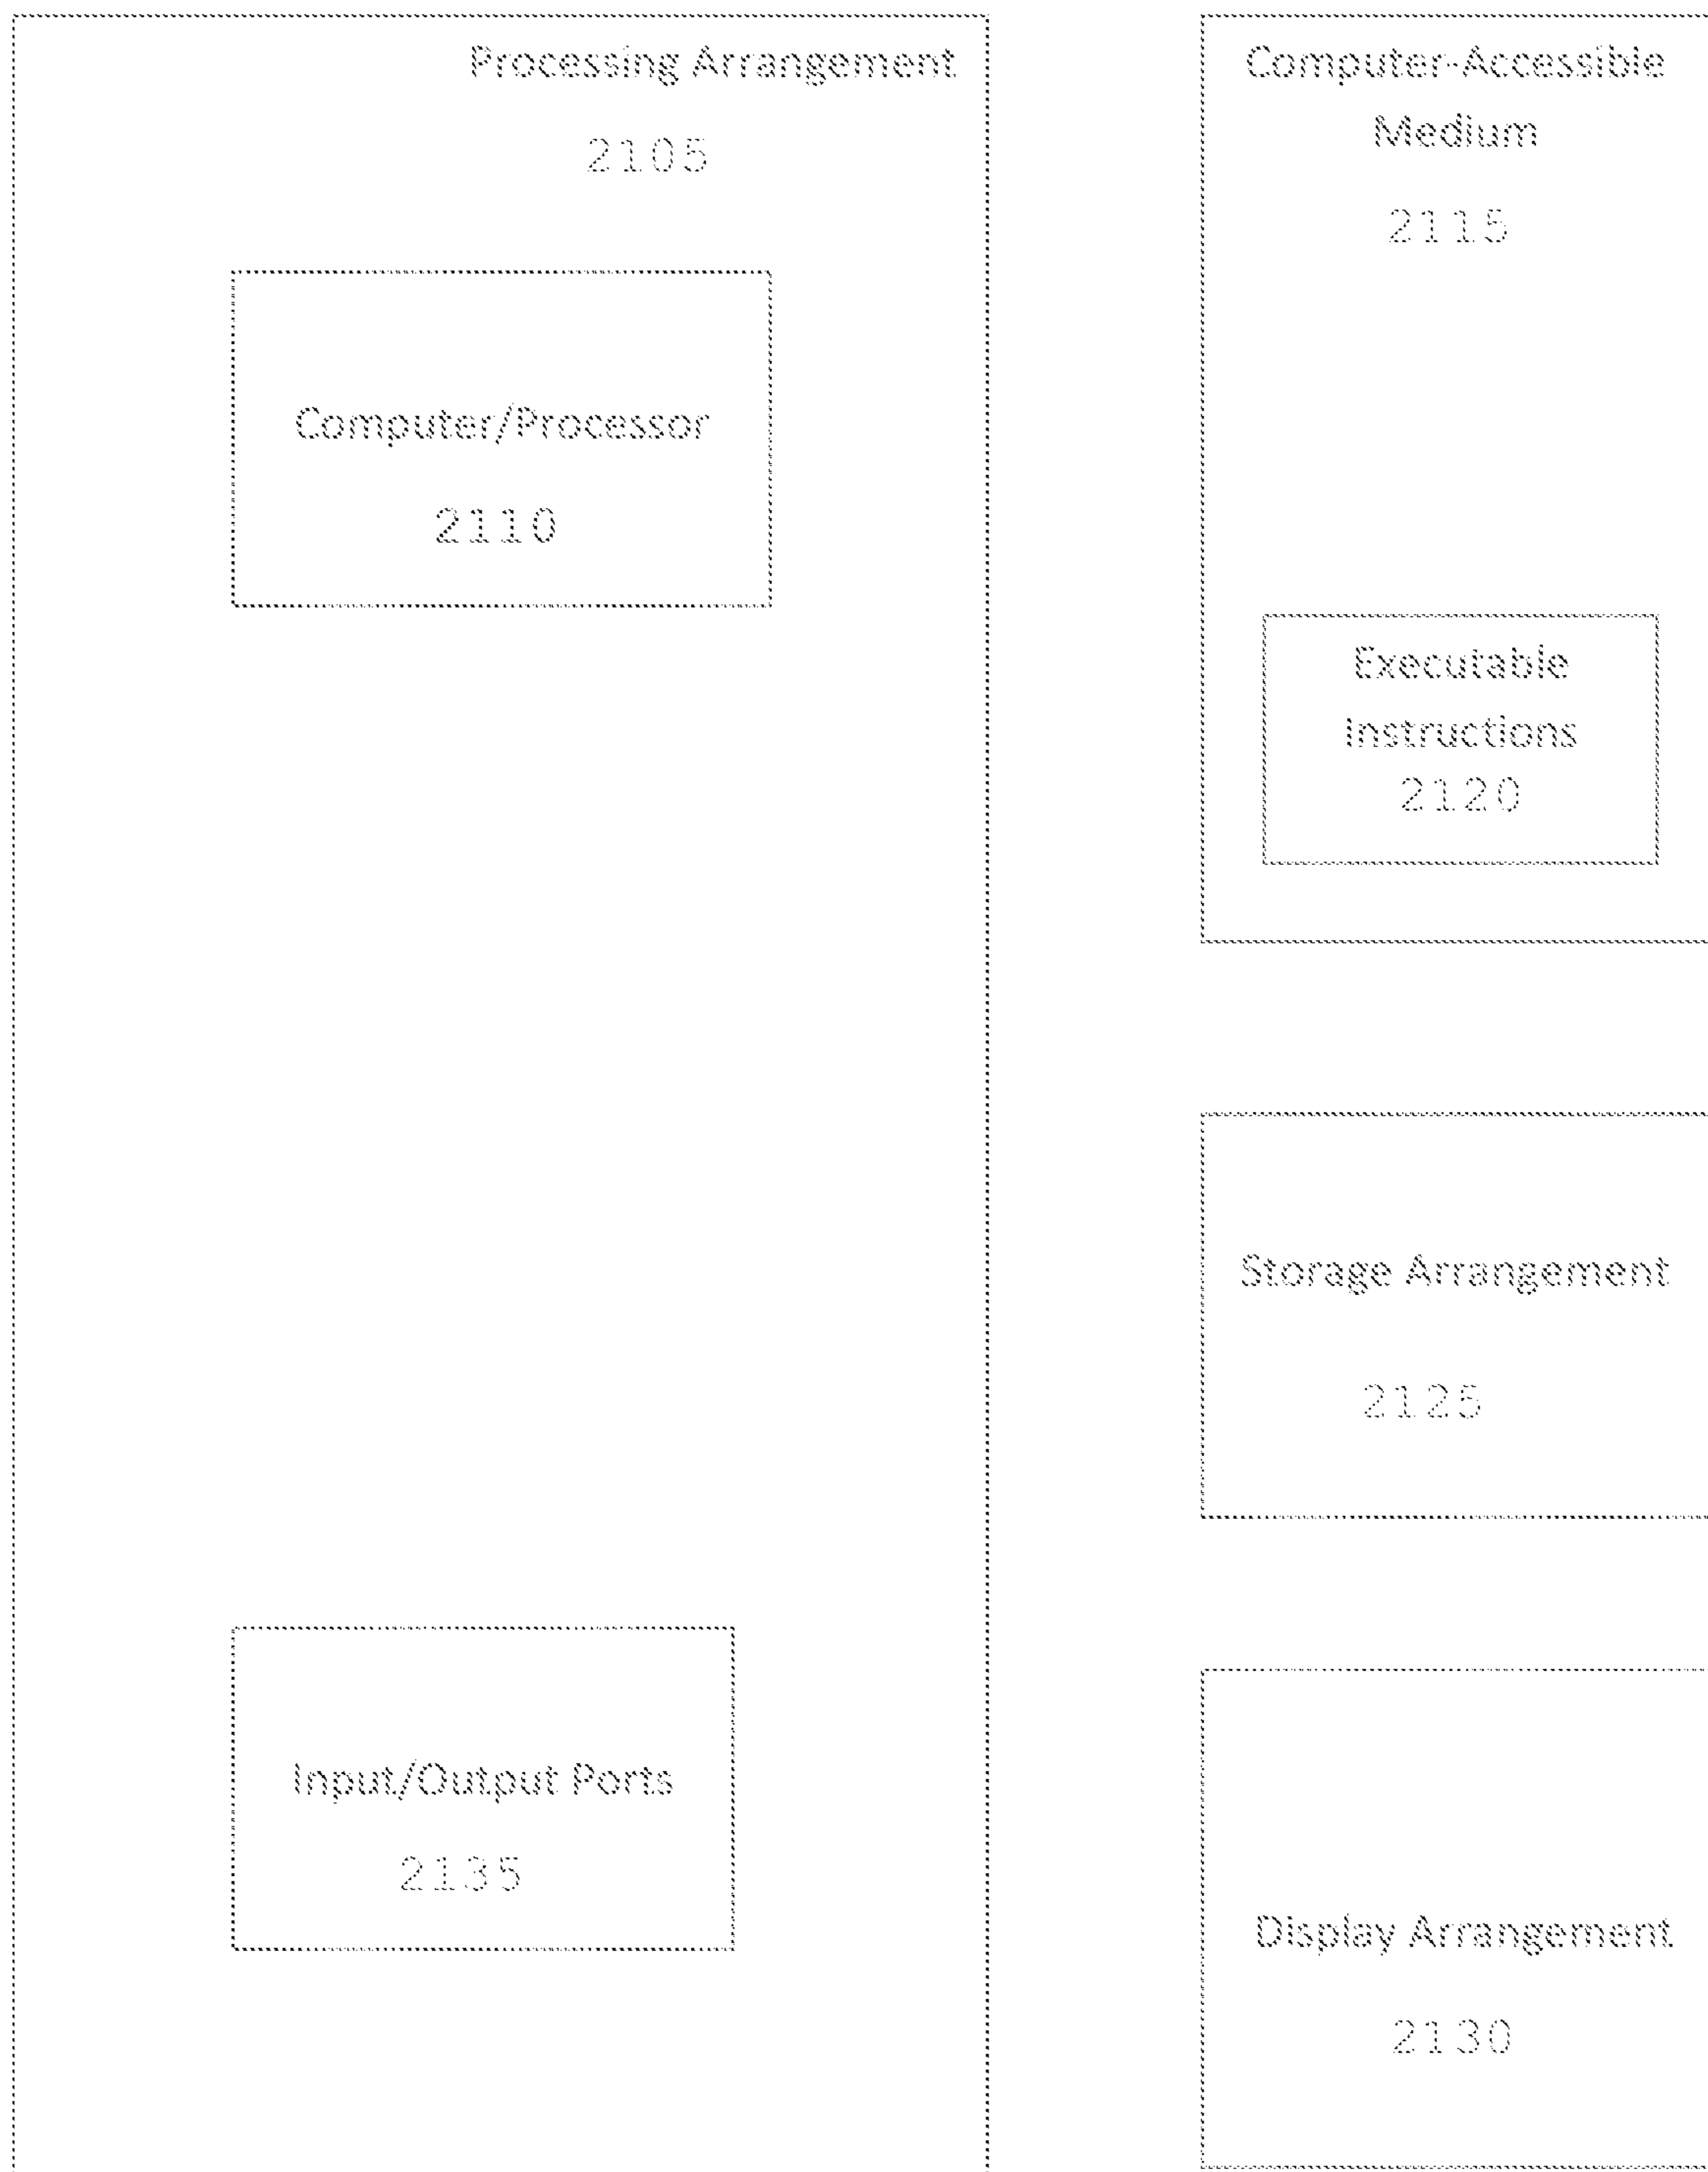 Processing Arrangement
2105
Computer/Processor
2110
Input/Output Ports
2135
Computer-Accessible
Medium
2115
Executable
Instructions
2120
Storage Arrangement
2125
Display Arrangement
2130